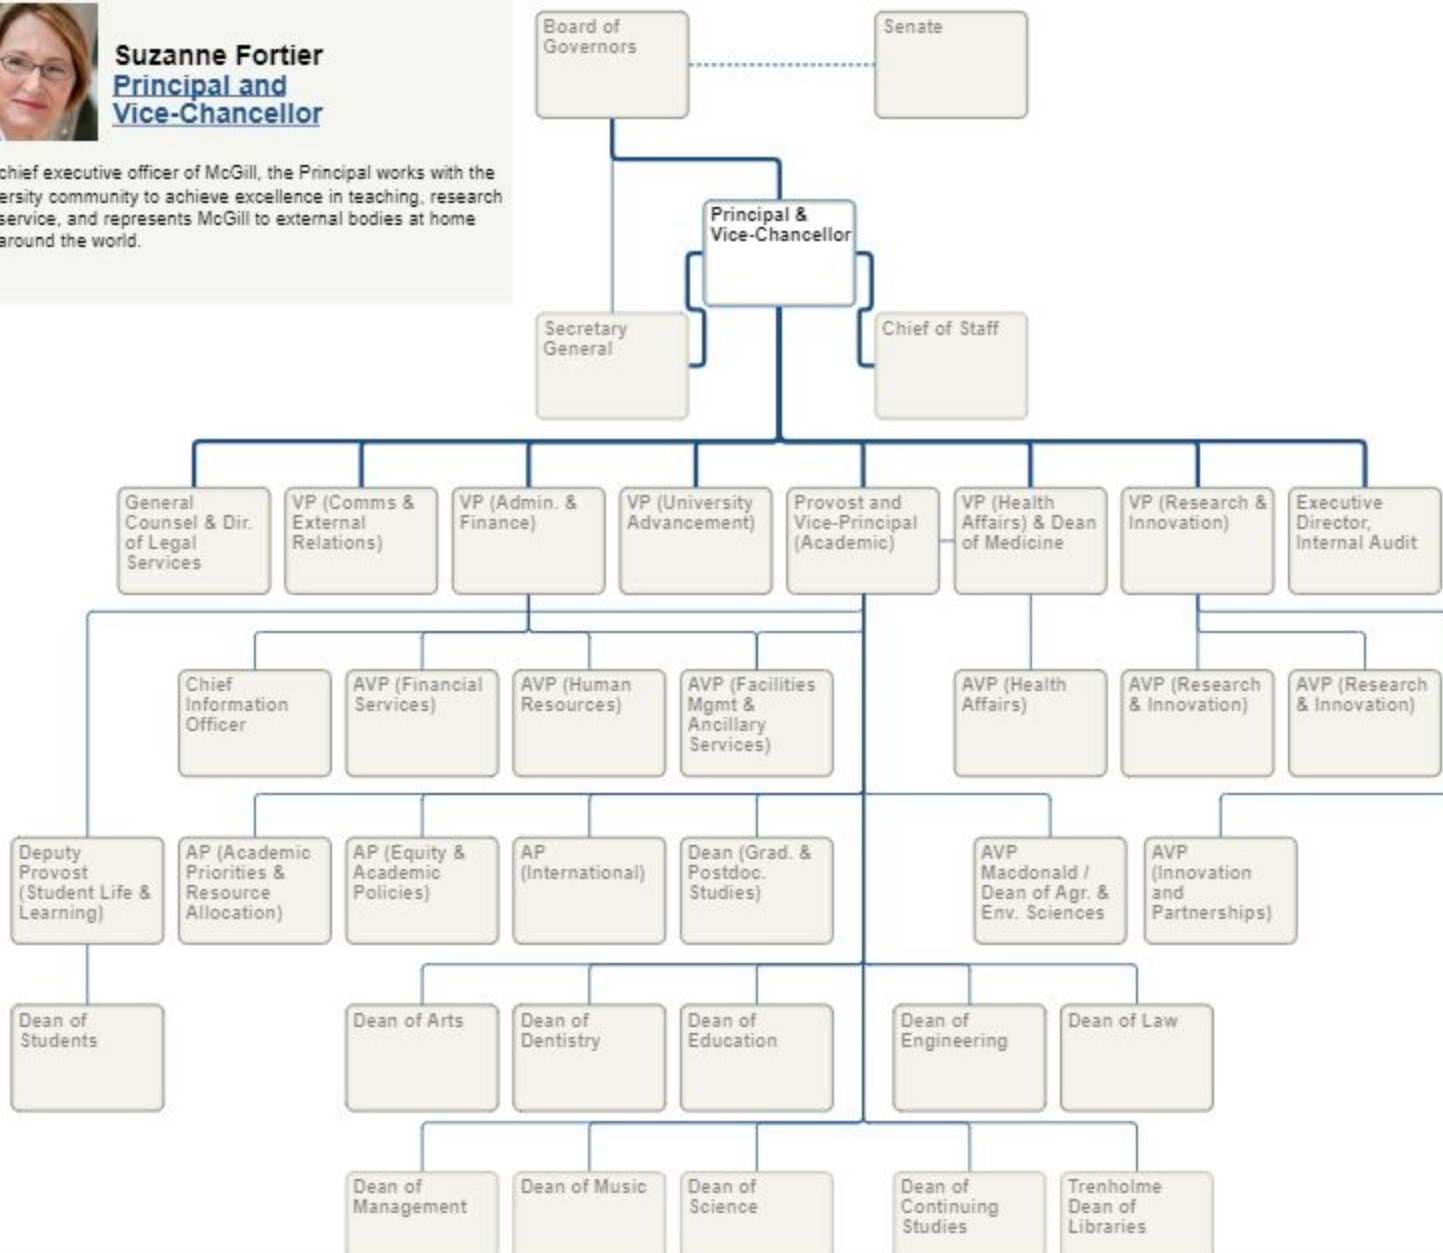 Suzanne Fortier
Principal and
Vice-Chancellor
chief executive officer of McGill, the Principal works with the
ersity community to achieve excellence in teaching, research
service, and represents McGill to external bodies at home
around the world.
Board of
Governors
Senate
Principal &
Vice-Chancellor
Secretary
General
Chief of Staff
General
Counsel & Dir.
of Legal
Services
VP (Comms &
External
Relations)
VP (Admin. &
Finance)
VP (University
Advancement)
Provost and
Vice-Principal
(Academic)
VP (Health
Affairs) & Dean
of Medicine
VP (Research &
Innovation)
Executive
Director,
Internal Audit
Chief
Information
Officer
AVP (Financial
Services)
AVP (Human
Resources)
AVP (Facilities
Mgmt &
Ancillary
Services)
AVP (Health
Affairs)
AVP (Research
& Innovation)
AVP (Research
& Innovation)
Deputy
Provost
(Student Life &
Learning)
AP (Academic
Priorities &
Resource
Allocation)
AP (Equity &
Academic
Policies)
AP
(International)
Dean (Grad. &
Postdoc.
Studies)
AVP
Macdonald /
Dean of Agr. &
Env. Sciences
AVP
(Innovation
and
Partnerships)
Dean of
Students
Dean of Arts
Dean of
Dentistry
Dean of
Education
Dean of
Engineering
Dean of Law
Dean of
Management
Dean of Music
Dean of
Science
Dean of
Continuing
Studies
Trenholme
Dean of
Libraries